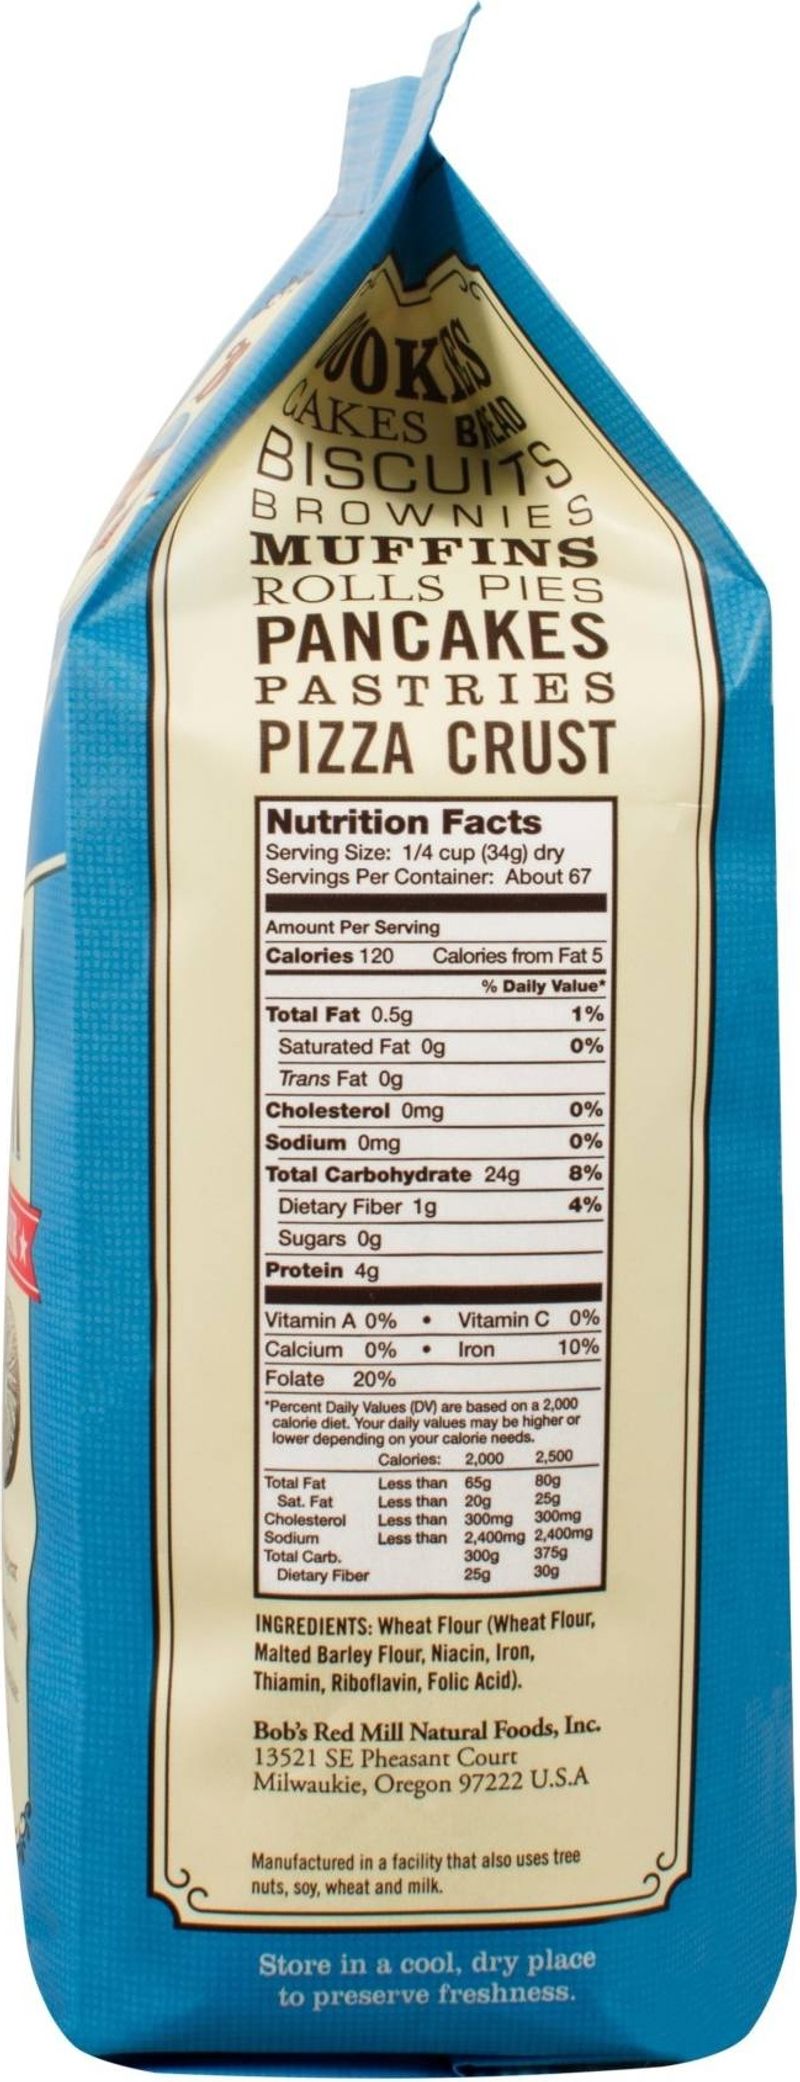 CAKES BREAD
BISCUITS
BROWNIES
MUFFINS
ROLLS PIES
PANCAKES
PASTRIES
PIZZA CRUST
Nutrition Facts
Serving Size: 1/4 cup (34g) dry
Servings Per Container: About 67
Amount Per Serving
Calories 120 Calories from Fat 5
% Daily Value*
Total Fat 0.5g 1%
Saturated Fat 0g 0%
Trans Fat 0g
Cholesterol 0mg 0%
Sodium 0mg 0%
Total Carbohydrate 24g 8%
Dietary Fiber 1g 4%
Sugars 0g
Protein 4g
Vitamin A 0% • Vitamin C 0%
Calcium 0% • Iron 10%
Folate 20%
*Percent Daily Values (DV) are based on a 2,000
calorie diet. Your daily values may be higher or
lower depending on your calorie needs.
Calories: 2,000 2,500
Total Fat Less than 65g 80g
Sat. Fat Less than 20g 25g
Cholesterol Less than 300mg 300mg
Sodium Less than 2,400mg 2,400mg
Total Carb. 300g 375g
Dietary Fiber 25g 30g
INGREDIENTS: Wheat Flour (Wheat Flour,
Malted Barley Flour, Niacin, Iron,
Thiamin, Riboflavin, Folic Acid).
Bob's Red Mill Natural Foods, Inc.
13521 SE Pheasant Court
Milwaukie, Oregon 97222 U.S.A
Manufactured in a facility that also uses tree
nuts, soy, wheat and milk.
Store in a cool, dry place
to preserve freshness.